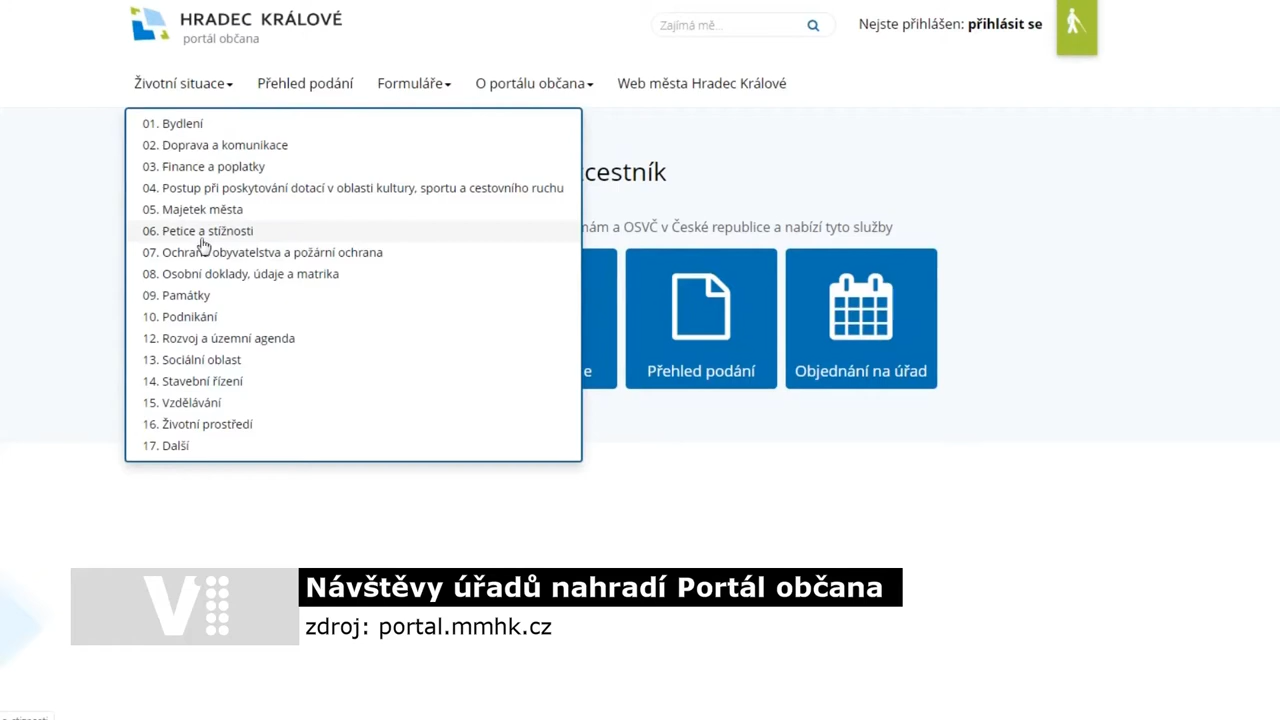 HRADEC KRÁLOVÉ
portál občana
Zajímá mě...
Nejste přihlášen: přihlásit se
Životní situace
Přehled podání
Formuláře
O portálu občana
Web města Hradec Králové
01. Bydlení
02. Doprava a komunikace
03. Finance a poplatky
04. Postup při poskytování dotací v oblasti kultury, sportu a cestovního ruchu
05. Majetek města
06. Petice a stížnosti
07. Ochrana obyvatelstva a požární ochrana
08. Osobní doklady, údaje a matrika
09. Památky
10. Podnikání
12. Rozvoj a územní agenda
13. Sociální oblast
14. Stavební řízení
15. Vzdělávání
16. Životní prostředí
17. Další
cestník
nám a OSVČ v České republice a nabízí tyto služby
e
Přehled podání
Objednání na úřad
Návštěvy úřadů nahradí Portál občana
zdroj: portal.mmhk.cz